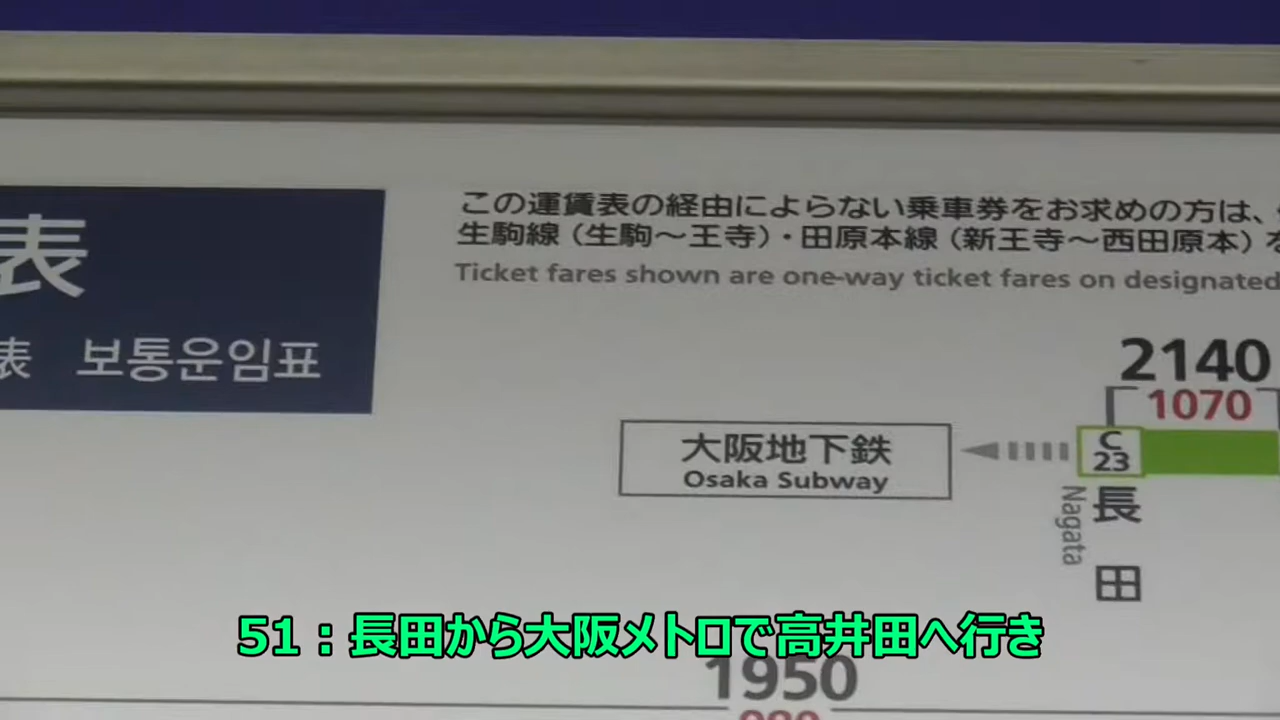 表
表 보통운임표
この運賃表の経由によらない乗車券をお求めの方は、
生駒線（生駒～王寺）・田原本線（新王寺～西田原本）
Ticket fares shown are one-way ticket fares on designated
2140
1070
大阪地下鉄
Osaka Subway
C
23
長田
Nagata
51：長田から大阪メトロで高井田へ行き
1950
980